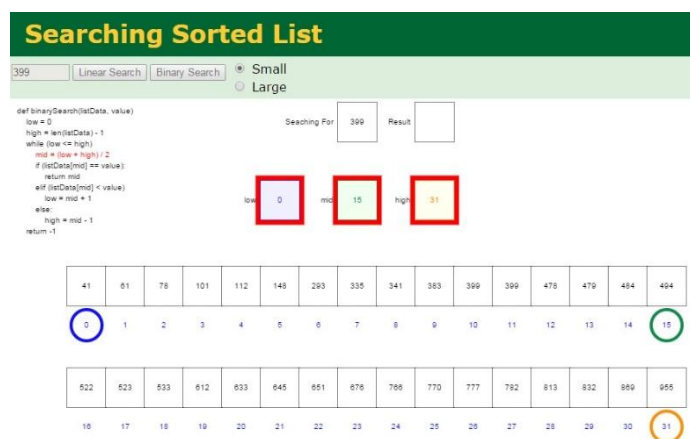 Searching Sorted List
399 Linear Search Binary Search Small
Large
def binarySearch(listData, value)
low = 0
high = len(listData) - 1
while (low <= high)
mid = (low + high) / 2
if (listData[mid] == value):
return mid
elif (listData[mid] < value)
low = mid + 1
else:
high = mid - 1
return -1
Seaching For 399 Result
low 0 mid 15 high 31
41 61 78 101 112 148 293 335 341 383 399 399 478 479 484 494
0 1 2 3 4 5 6 7 8 9 10 11 12 13 14 15
522 523 533 612 633 645 651 676 766 770 777 782 813 832 869 955
16 17 18 19 20 21 22 23 24 25 26 27 28 29 30 31